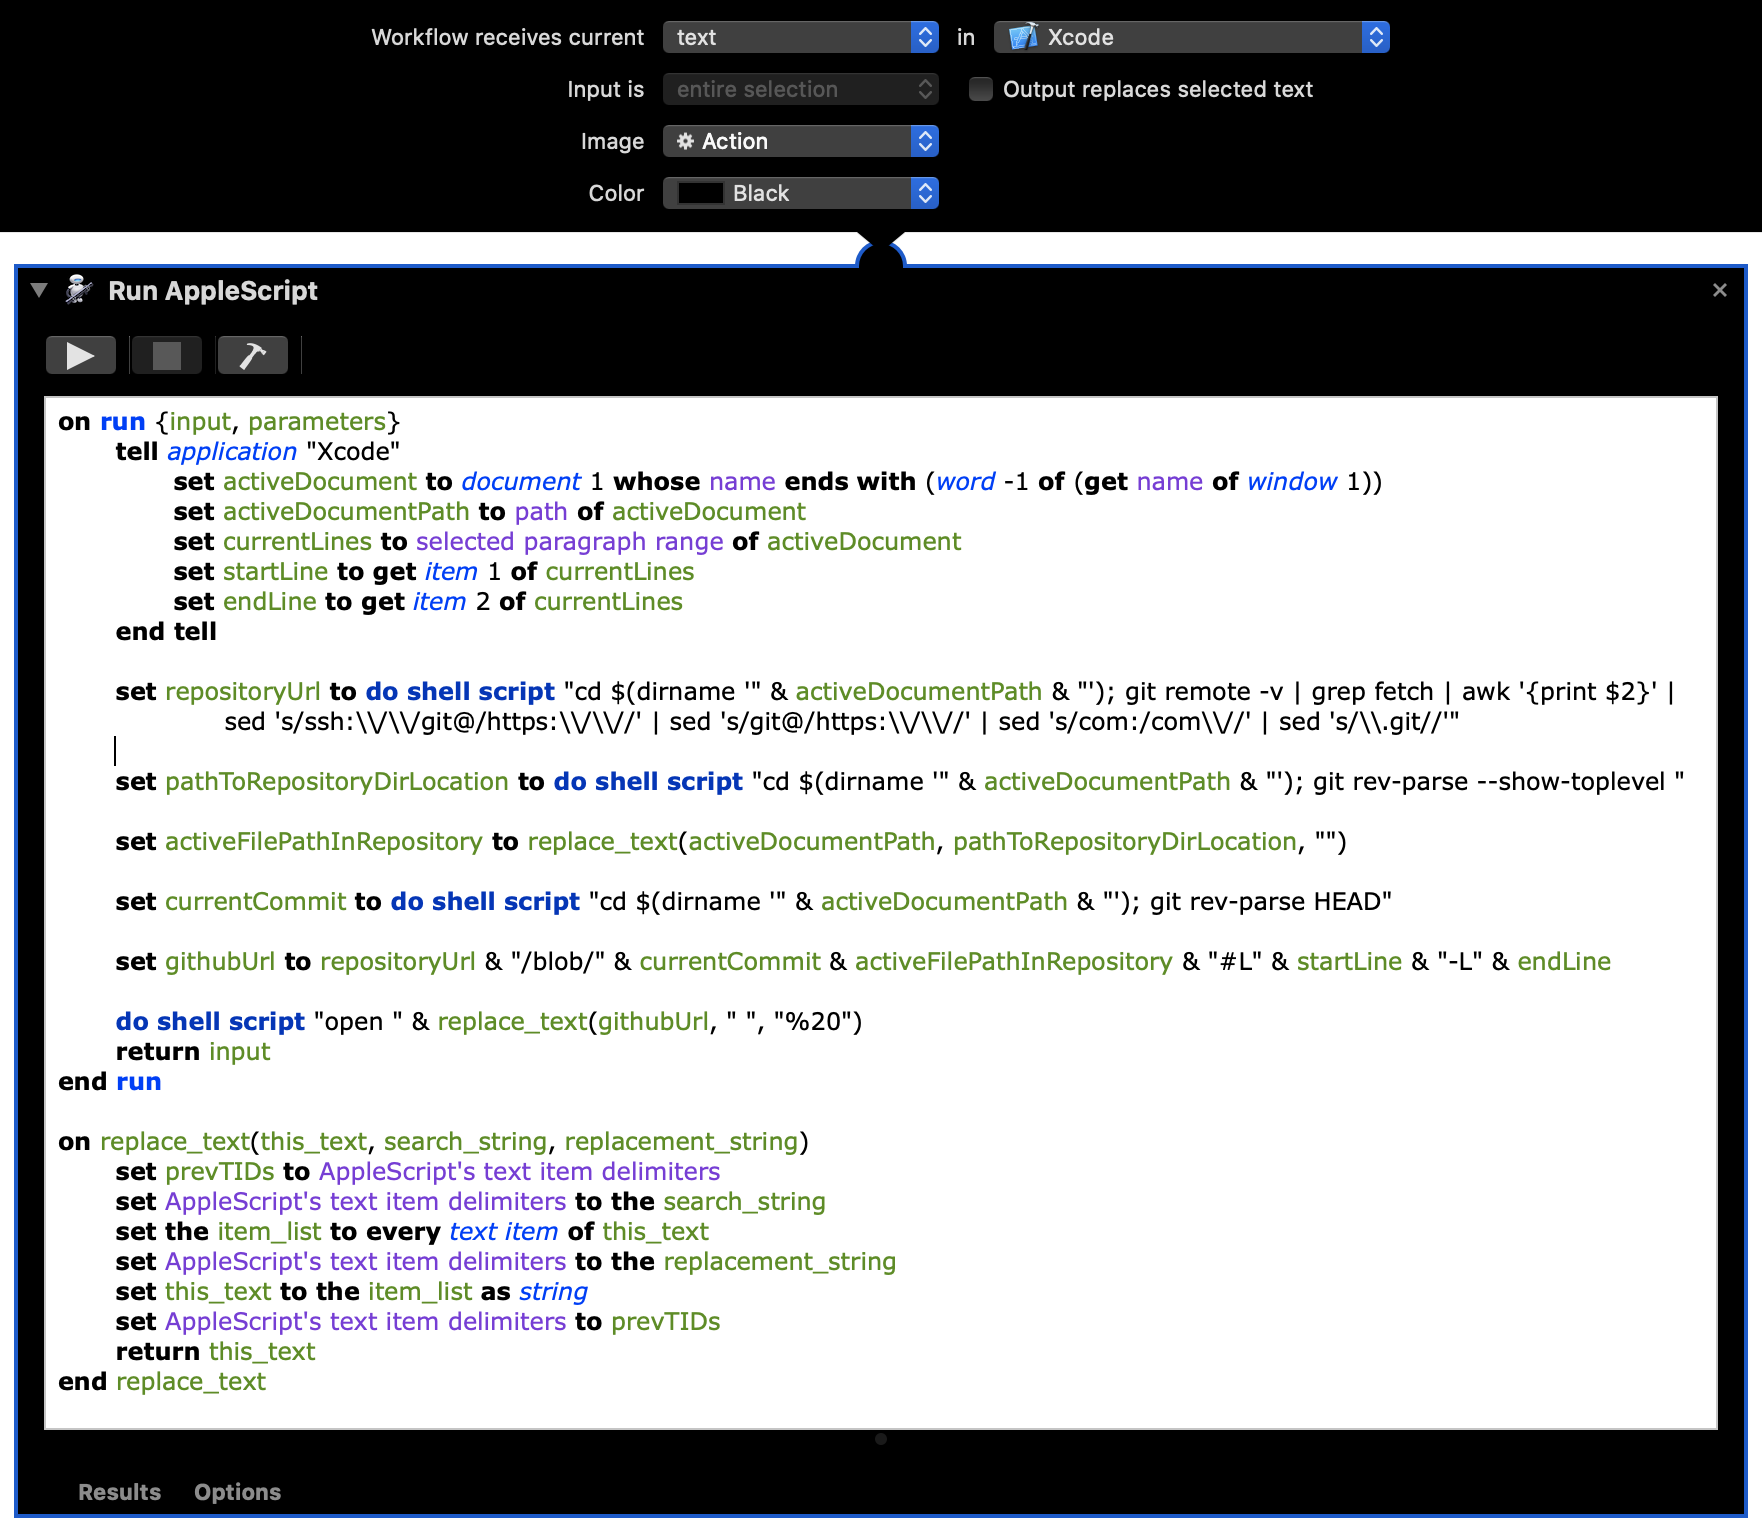 Workflow receives current text in Xcode
Input is entire selection Output replaces selected text
Image Action
Color Black
Run AppleScript
on run {input, parameters}
tell application "Xcode"
set activeDocument to document 1 whose name ends with (word -1 of (get name of window 1))
set activeDocumentPath to path of activeDocument
set currentLines to selected paragraph range of activeDocument
set startLine to get item 1 of currentLines
set endLine to get item 2 of currentLines
end tell
set repositoryUrl to do shell script "cd $(dirname '" & activeDocumentPath & "'); git remote -v | grep fetch | awk '{print $2}' |
sed 's/ssh:\\/\\/git@/https:\\/\\//' | sed 's/git@/https:\\/\\//' | sed 's/com:/com\\//' | sed 's/\\.git//'"
set pathToRepositoryDirLocation to do shell script "cd $(dirname '" & activeDocumentPath & "'); git rev-parse --show-toplevel "
set activeFilePathInRepository to replace_text(activeDocumentPath, pathToRepositoryDirLocation, "")
set currentCommit to do shell script "cd $(dirname '" & activeDocumentPath & "'); git rev-parse HEAD"
set githubUrl to repositoryUrl & "/blob/" & currentCommit & activeFilePathInRepository & "#L" & startLine & "-L" & endLine
do shell script "open " & replace_text(githubUrl, " ", "%20")
return input
end run
on replace_text(this_text, search_string, replacement_string)
set prevTIDs to AppleScript's text item delimiters
set AppleScript's text item delimiters to the search_string
set the item_list to every text item of this_text
set AppleScript's text item delimiters to the replacement_string
set this_text to the item_list as string
set AppleScript's text item delimiters to prevTIDs
return this_text
end replace_text
Results Options